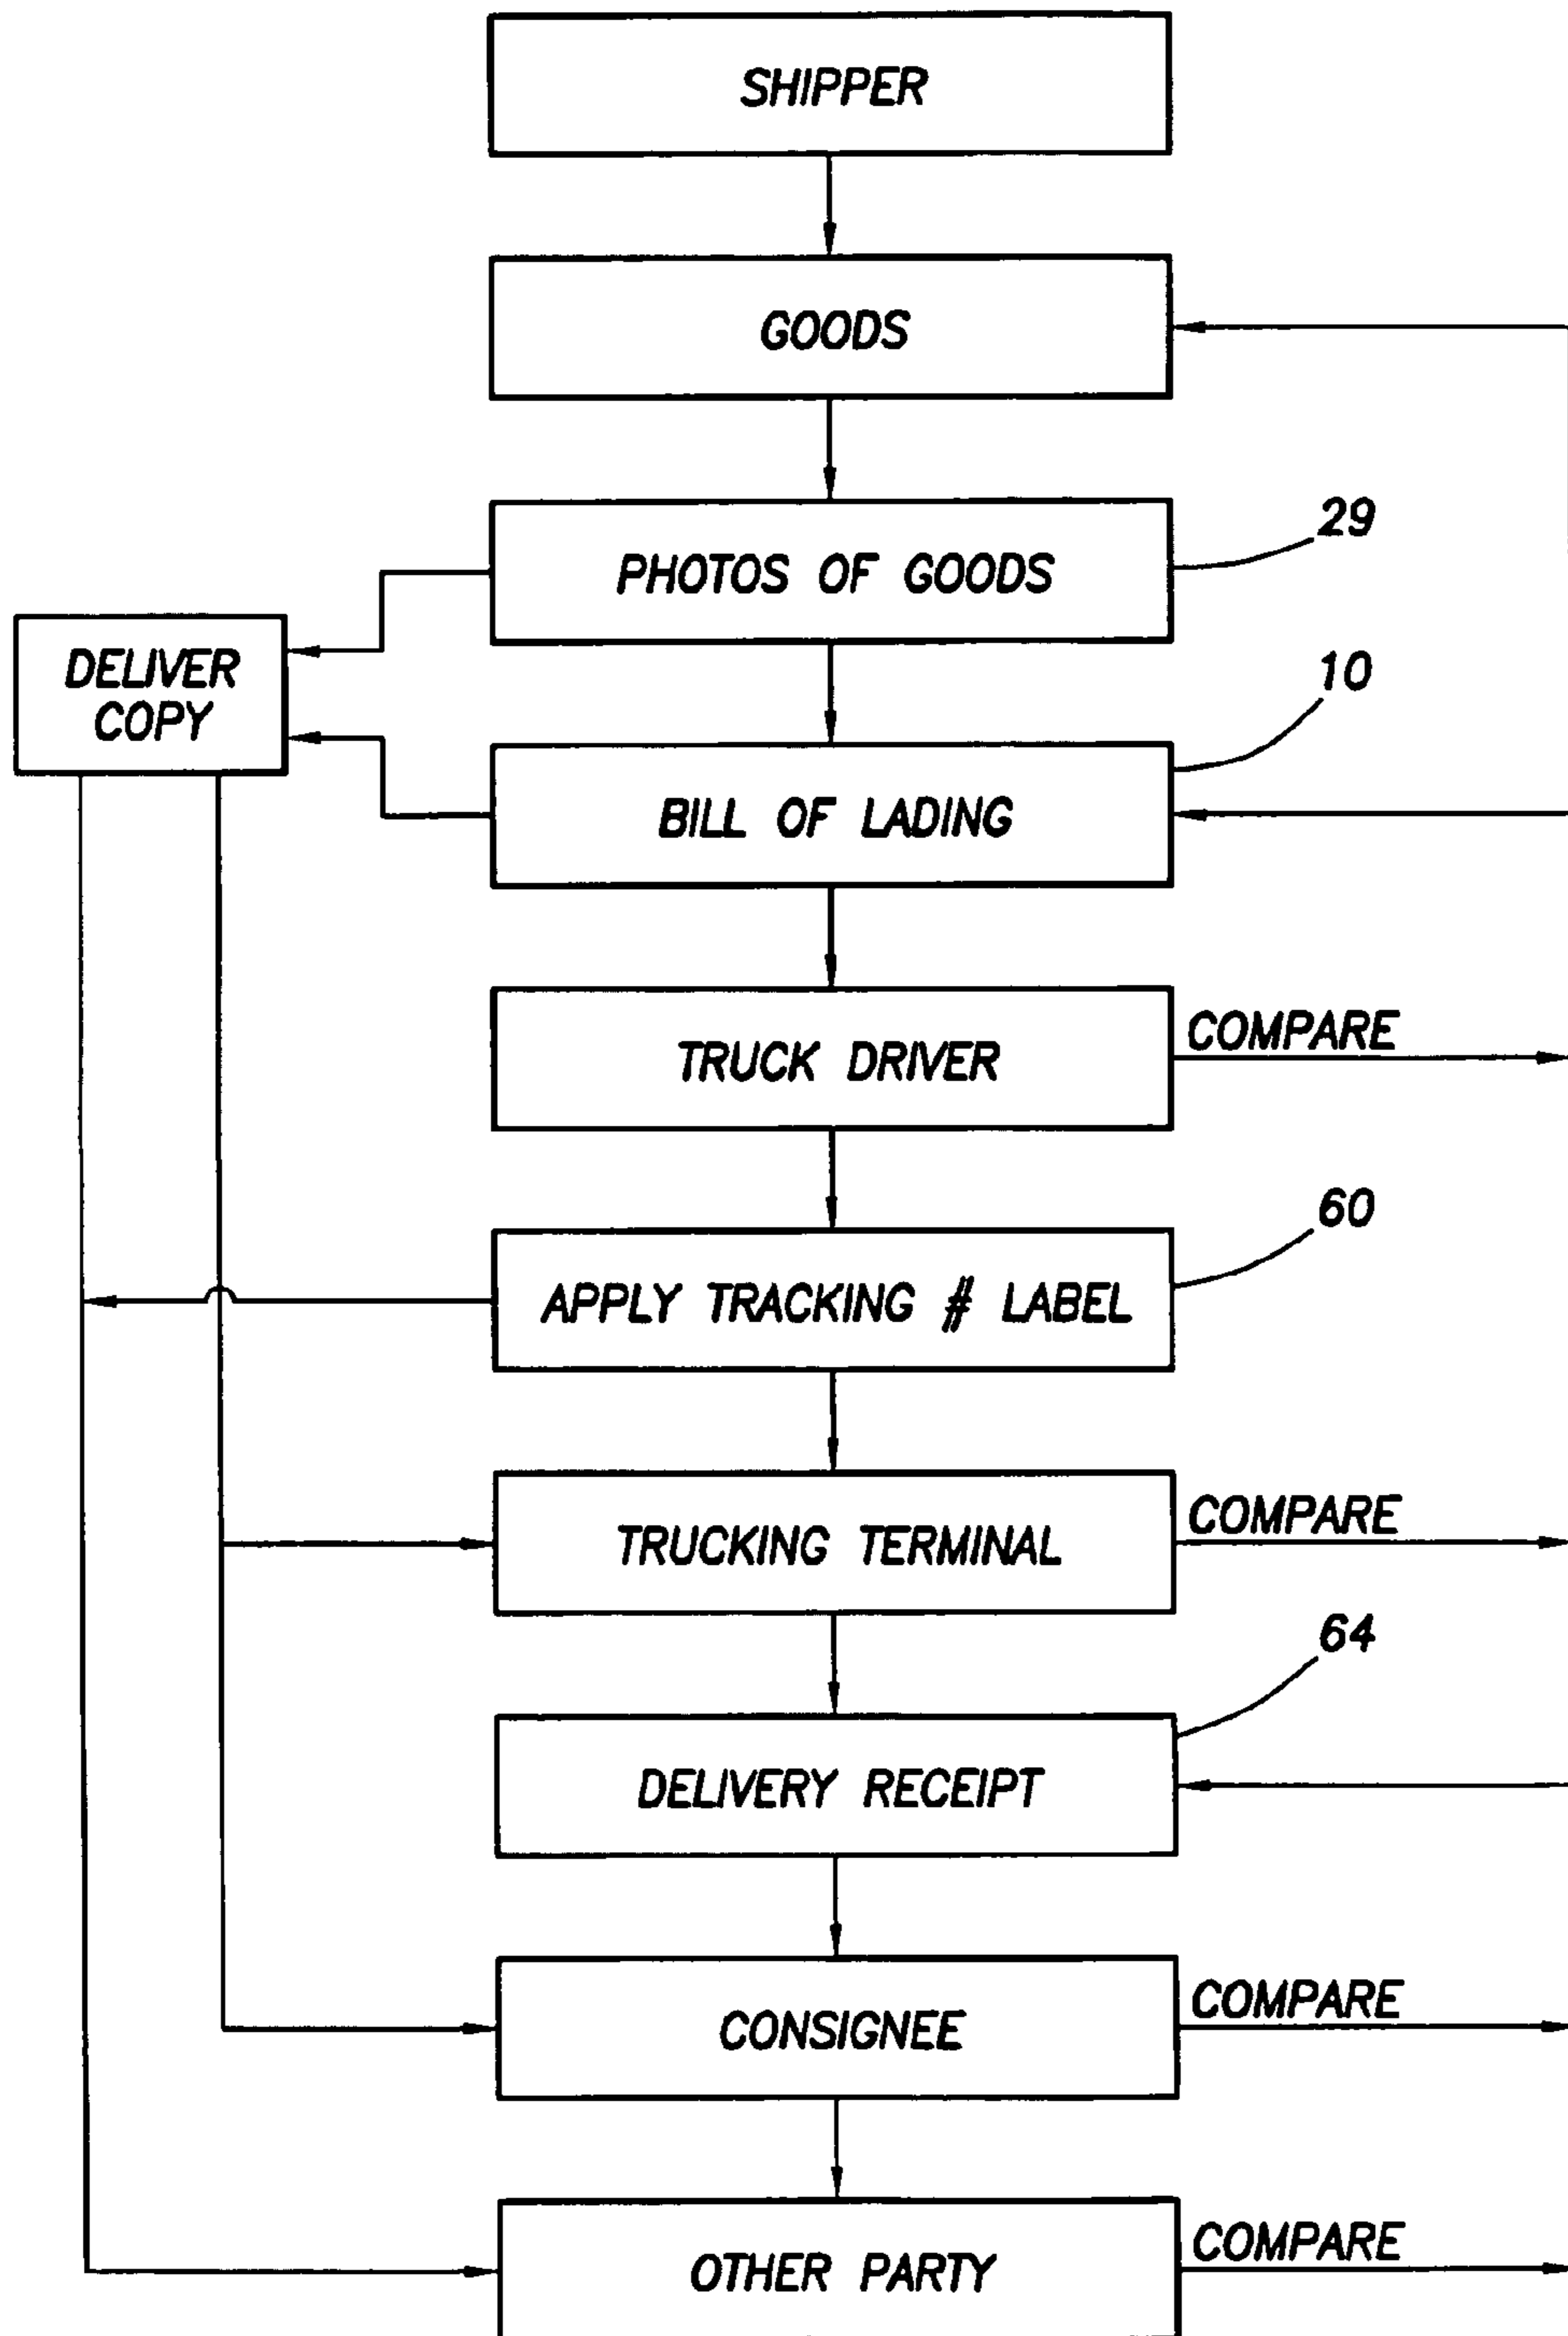 SHIPPER
GOODS
PHOTOS OF GOODS
29
DELIVER
COPY
10
BILL OF LADING
TRUCK DRIVER
COMPARE
60
APPLY TRACKING # LABEL
TRUCKING TERMINAL
COMPARE
64
DELIVERY RECEIPT
CONSIGNEE
COMPARE
OTHER PARTY
COMPARE